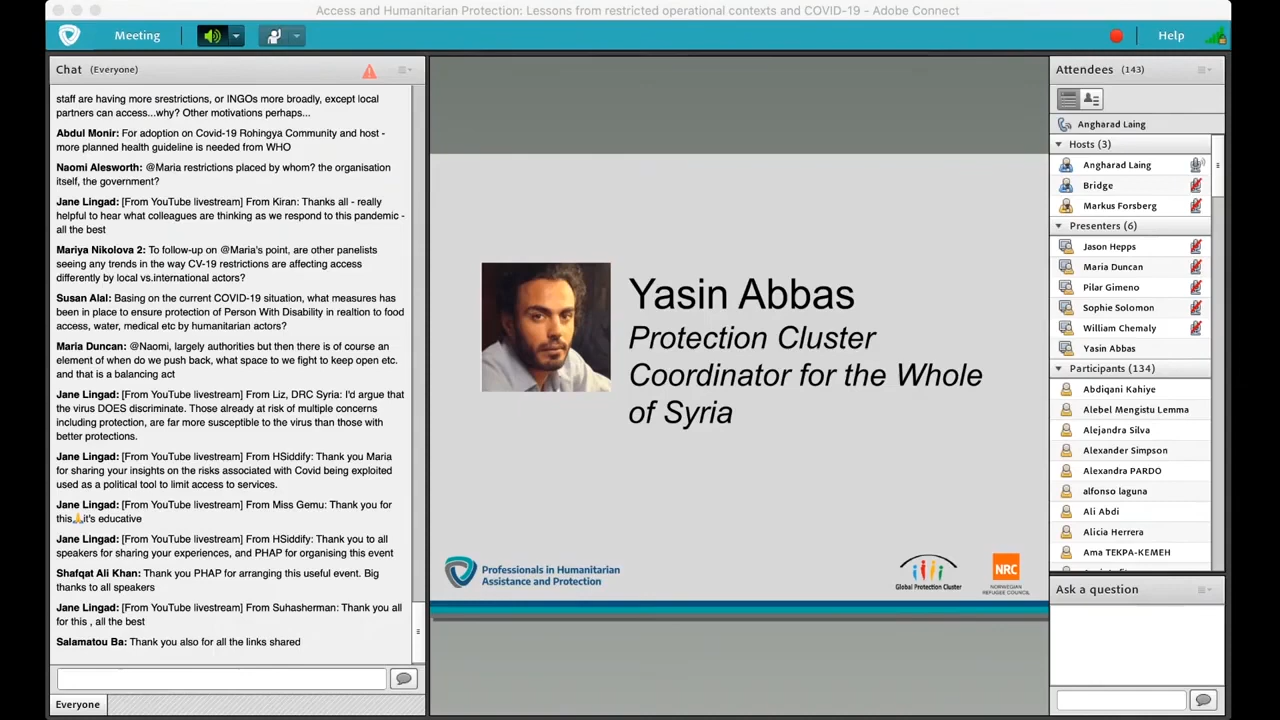 Access and Humanitarian Protection: Lessons from restricted operational contexts and COVID-19 - Adobe Connect
Meeting
Help
Chat (Everyone)
staff are having more srestrictions, or INGOs more broadly, except local
partners can access...why? Other motivations perhaps...
Abdul Monir: For adoption on Covid-19 Rohingya Community and host -
more planned health guideline is needed from WHO
Naomi Alesworth: @Maria restrictions placed by whom? the organisation
itself, the government?
Jane Lingad: [From YouTube livestream] From Kiran: Thanks all - really
helpful to hear what colleagues are thinking as we respond to this pandemic -
all the best
Mariya Nikolova 2: To follow-up on @Maria's point, are other panelists
seeing any trends in the way CV-19 restrictions are affecting access
differently by local vs.international actors?
Susan Alal: Basing on the current COVID-19 situation, what measures has
been in place to ensure protection of Person With Disability in realtion to food
access, water, medical etc by humanitarian actors?
Maria Duncan: @Naomi, largely authorities but then there is of course an
element of when do we push back, what space to we fight to keep open etc.
and that is a balancing act
Jane Lingad: [From YouTube livestream] From Liz, DRC Syria: I'd argue that
the virus DOES discriminate. Those already at risk of multiple concerns
including protection, are far more susceptible to the virus than those with
better protections.
Jane Lingad: [From YouTube livestream] From HSiddify: Thank you Maria
for sharing your insights on the risks associated with Covid being exploited
used as a political tool to limit access to services.
Jane Lingad: [From YouTube livestream] From Miss Gemu: Thank you for
this🙏it's educative
Jane Lingad: [From YouTube livestream] From HSiddify: Thank you to all
speakers for sharing your experiences, and PHAP for organising this event
Shafqat Ali Khan: Thank you PHAP for arranging this useful event. Big
thanks to all speakers
Jane Lingad: [From YouTube livestream] From Suhasherman: Thank you all
for this , all the best
Salamatou Ba: Thank you also for all the links shared
Everyone
Yasin Abbas
Protection Cluster
Coordinator for the Whole
of Syria
Professionals in Humanitarian
Assistance and Protection
Global Protection Cluster
NRC
NORWEGIAN
REFUGEE COUNCIL
Attendees (143)
Angharad Laing
Hosts (3)
Angharad Laing
Bridge
Markus Forsberg
Presenters (6)
Jason Hepps
Maria Duncan
Pilar Gimeno
Sophie Solomon
William Chemaly
Yasin Abbas
Participants (134)
Abdiqani Kahiye
Alebel Mengistu Lemma
Alejandra Silva
Alexander Simpson
Alexandra PARDO
alfonso laguna
Ali Abdi
Alicia Herrera
Ama TEKPA-KEMEH
Ask a question